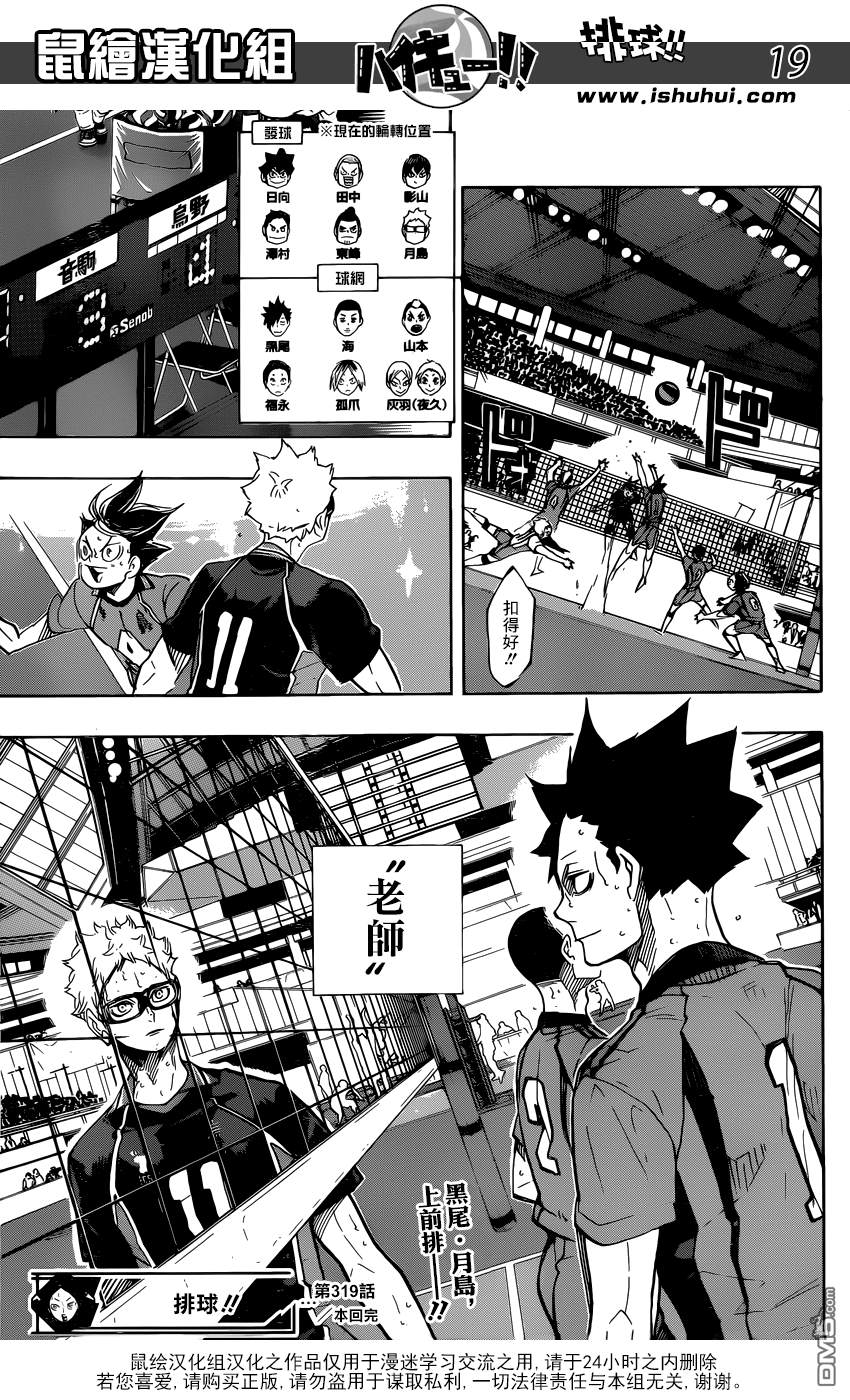 鼠繪漢化組
ハイキュー!!
排球!!
19
www.ishuhui.com
發球
※現在的輪轉位置
日向 田中 影山
澤村 東峰 月島
球網
黑尾 海 山本
福永 孤爪 灰羽(夜久)
烏野
音駒
Senoh
扣得好!!
11
"老師"
11
2
1
黑尾・月島,
上前排——!!
排球!!
第319話
本回完
鼠绘汉化组汉化之作品仅用于漫迷学习交流之用, 请于24小时之内删除
若您喜爱, 请购买正版, 请勿盗用于谋取私利, 一切法律责任与本组无关, 谢谢。
DM5.com